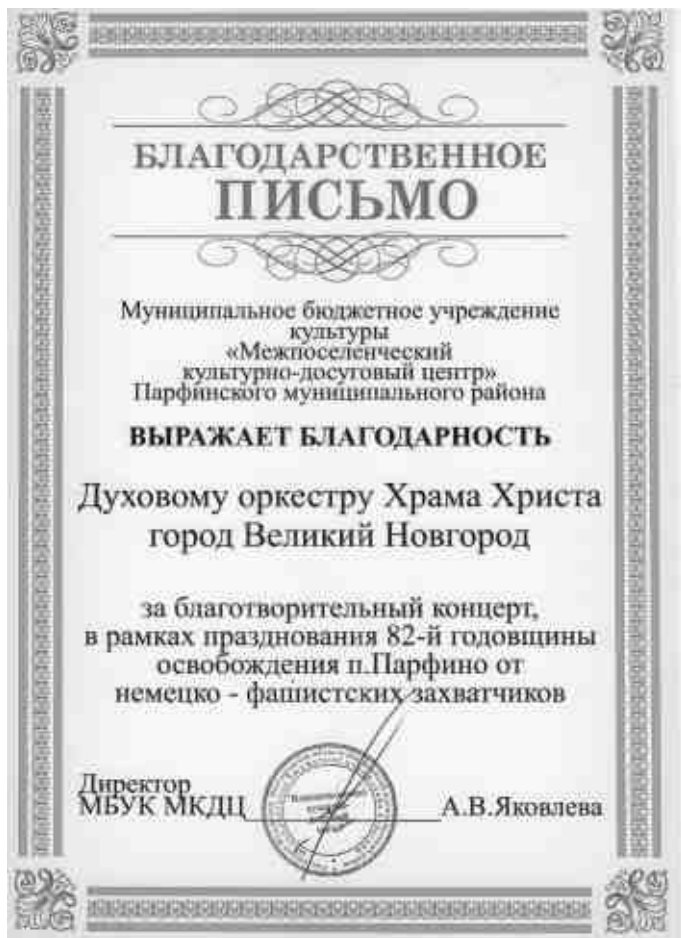 БЛАГОДАРСТВЕННОЕ
ПИСЬМО
Муниципальное бюджетное учреждение
культуры
«Межпоселенческий
культурно-досуговый центр»
Парфинского муниципального района
ВЫРАЖАЕТ БЛАГОДАРНОСТЬ
Духовому оркестру Храма Христа
город Великий Новгород
за благотворительный концерт,
в рамках празднования 82-й годовщины
освобождения п.Парфино от
немецко - фашистских захватчиков
Директор
МБУК МКДЦ А.В.Яковлева